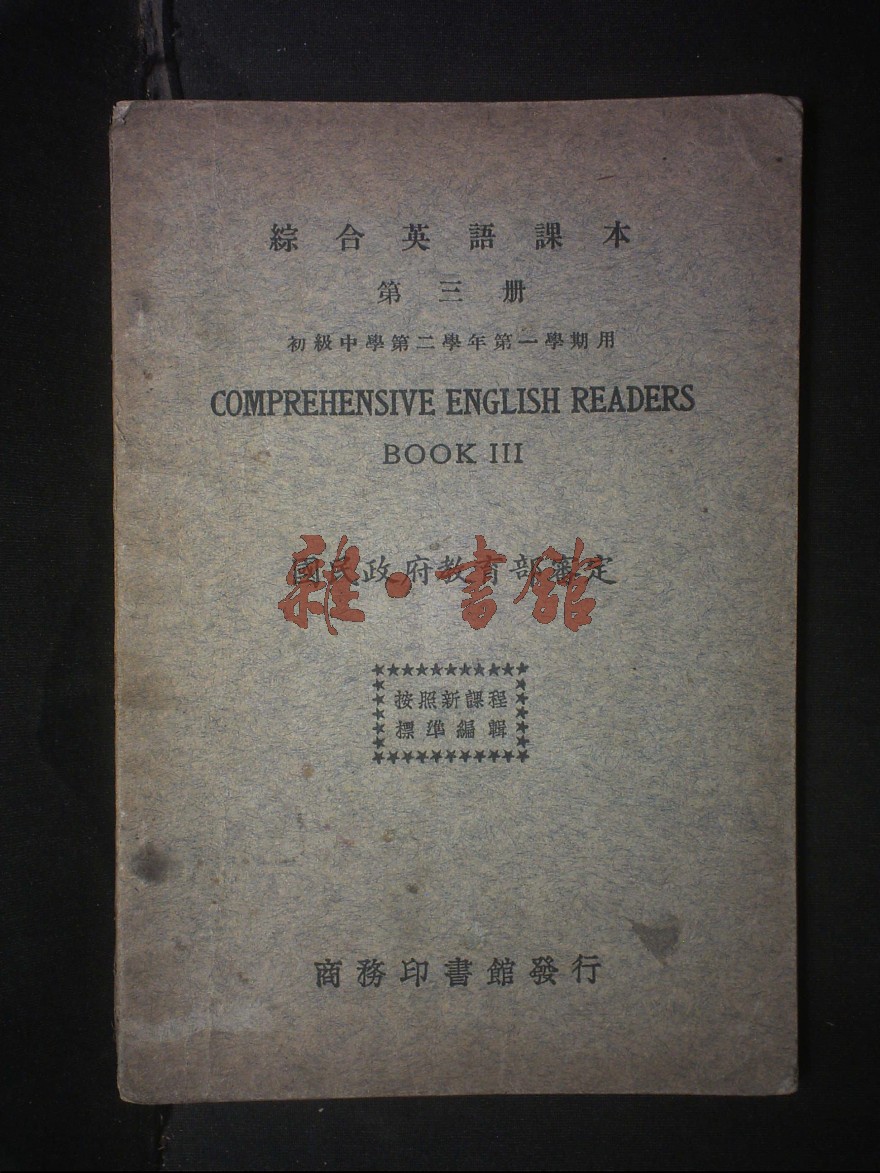 綜合英語課本
第三册
初級中學第二學年第一學期用
COMPREHENSIVE ENGLISH READERS
BOOK III
國民政府教育部審定
雜·書館
按照新課程
標準編輯
商務印書館發行